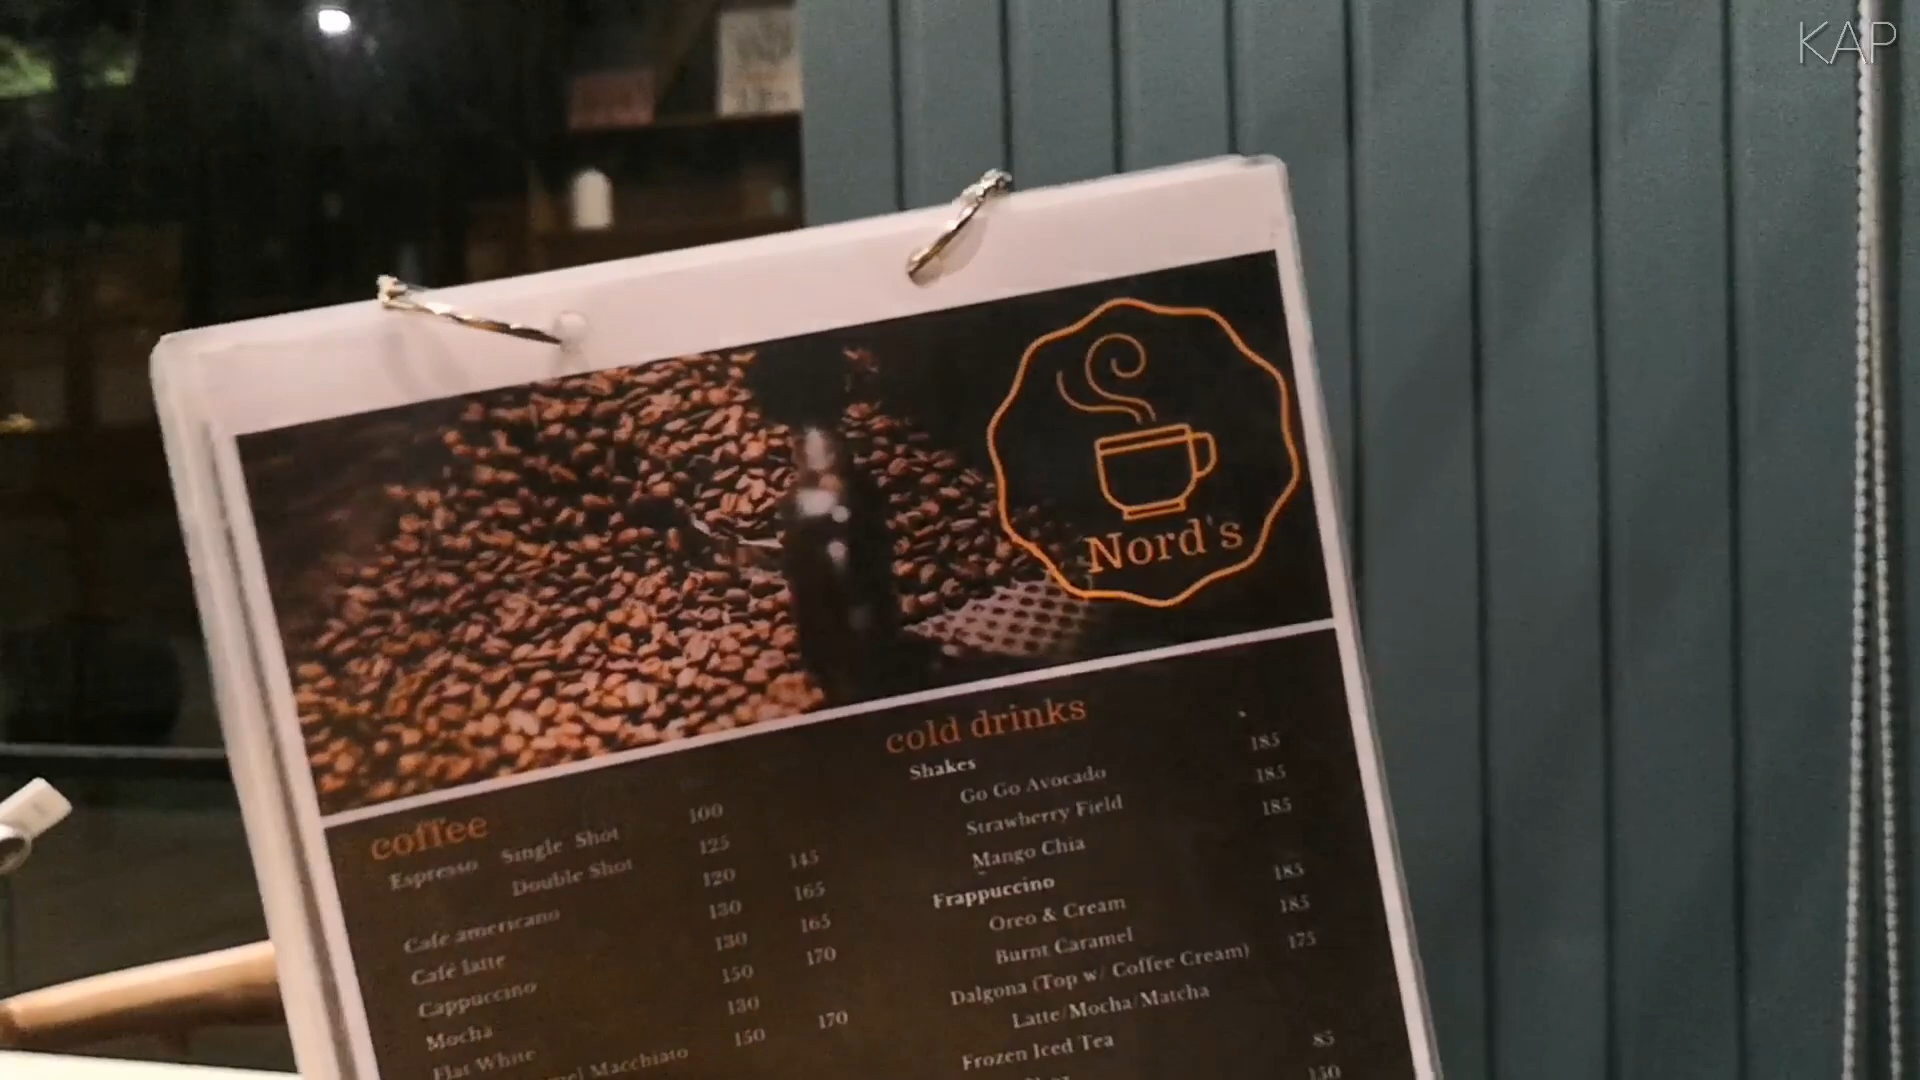 KAP
Nord's
coffee
Espresso Single Shot 100
Double Shot 125
Café americano 120 145
Café latte 130 165
Cappuccino 130 165
Mocha 150 170
Flat White 130
Macchiato 150 170
cold drinks
Shakes
Go Go Avocado 185
Strawberry Field 185
Mango Chia 185
Frappuccino
Oreo & Cream 185
Burnt Caramel 185
Dalgona (Top w/ Coffee Cream) 175
Latte/Mocha/Matcha
Frozen Iced Tea 85
150